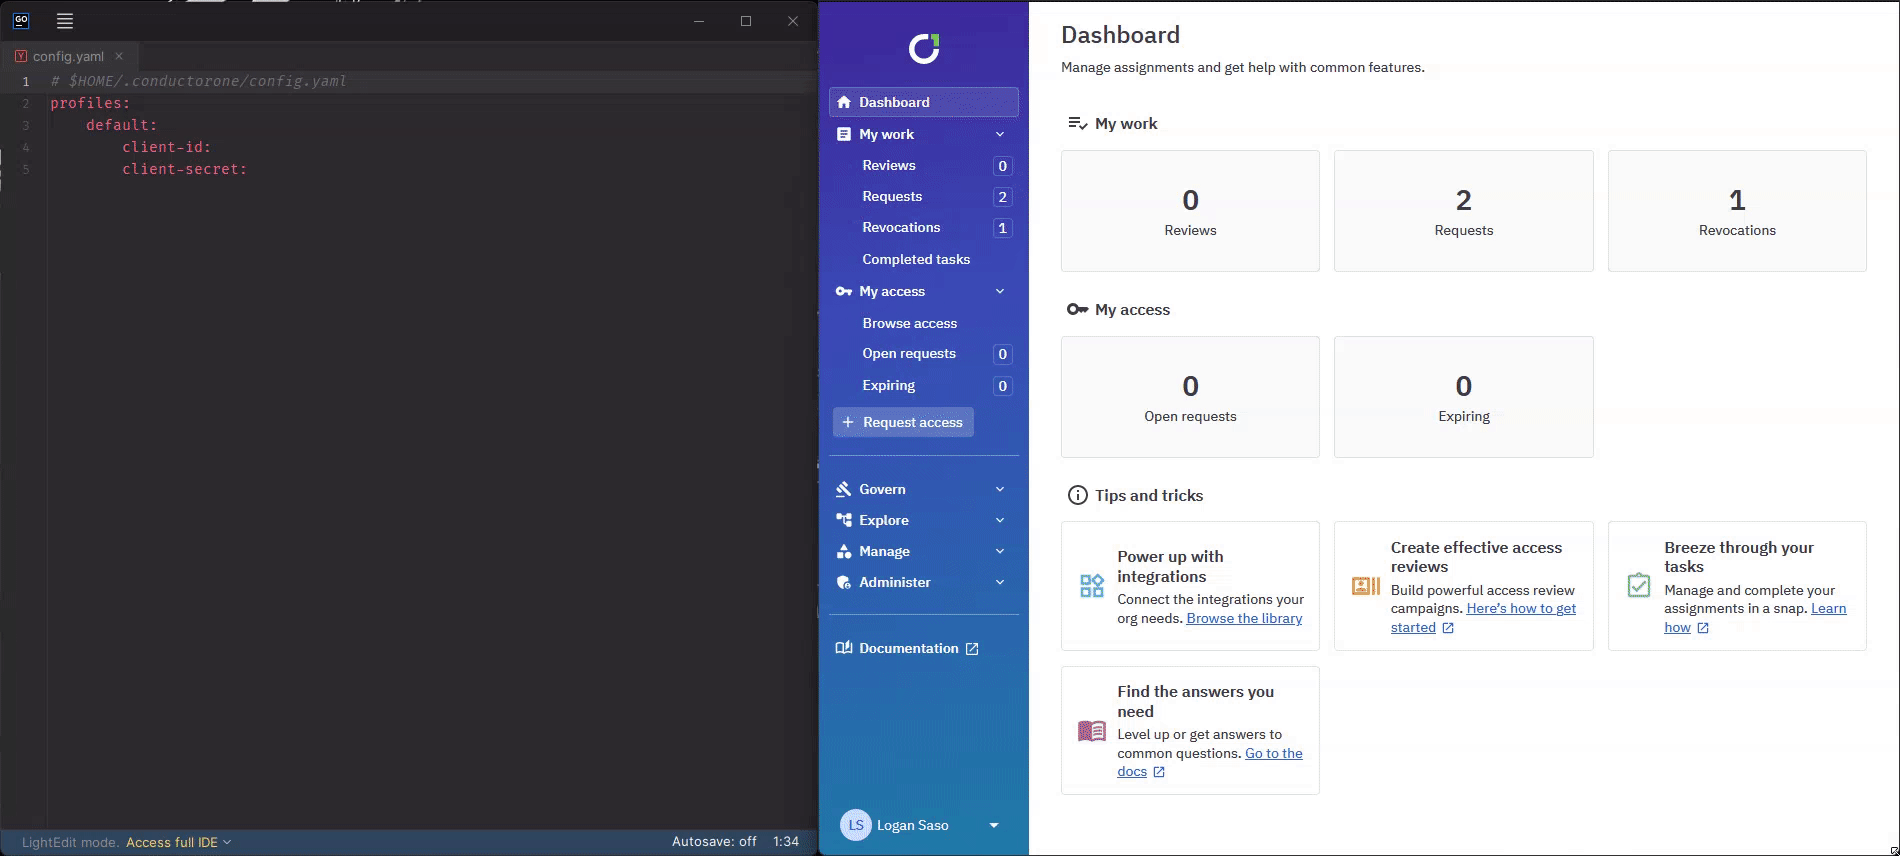 GO
config.yaml
1 # $HOME/.conductorone/config.yaml
2 profiles:
3 default:
4 client-id:
5 client-secret:
LightEdit mode. Access full IDE
Autosave: off 1:34
Dashboard
My work
Reviews 0
Requests 2
Revocations 1
Completed tasks
My access
Browse access
Open requests 0
Expiring 0
+ Request access
Govern
Explore
Manage
Administer
Documentation
LS Logan Saso
Dashboard
Manage assignments and get help with common features.
My work
0
Reviews
2
Requests
1
Revocations
My access
0
Open requests
0
Expiring
Tips and tricks
Power up with
integrations
Connect the integrations your
org needs. Browse the library
Create effective access
reviews
Build powerful access review
campaigns. Here's how to get
started
Breeze through your
tasks
Manage and complete your
assignments in a snap. Learn
how
Find the answers you
need
Level up or get answers to
common questions. Go to the
docs